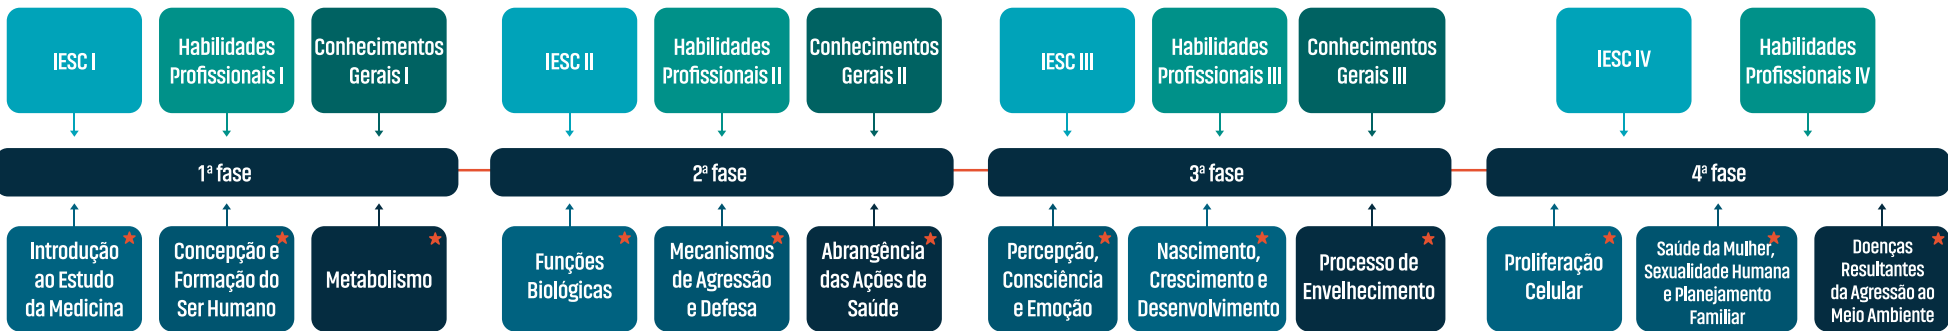 IESC I
Habilidades
Profissionais I
Conhecimentos
Gerais I
IESC II
Habilidades
Profissionais II
Conhecimentos
Gerais II
IESC III
Habilidades
Profissionais III
Conhecimentos
Gerais III
IESC IV
Habilidades
Profissionais IV
1ª fase
2ª fase
3ª fase
4ª fase
Introdução
ao Estudo
da Medicina
Concepção e
Formação do
Ser Humano
Metabolismo
Funções
Biológicas
Mecanismos
de Agressão
e Defesa
Abrangência
das Ações de
Saúde
Percepção,
Consciência
e Emoção
Nascimento,
Crescimento e
Desenvolvimento
Processo de
Envelhecimento
Proliferação
Celular
Saúde da Mulher,
Sexualidade Humana
e Planejamento
Familiar
Doenças
Resultantes
da Agressão ao
Meio Ambiente